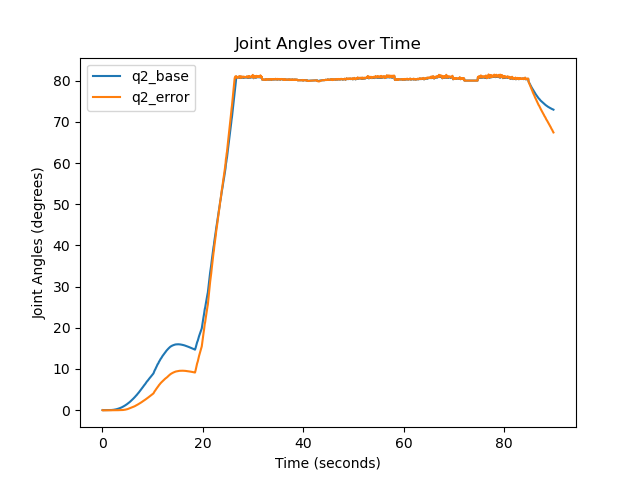 Joint Angles over Time
q2_base
q2_error
Joint Angles (degrees)
80
70
60
50
40
30
20
10
0
0 20 40 60 80
Time (seconds)